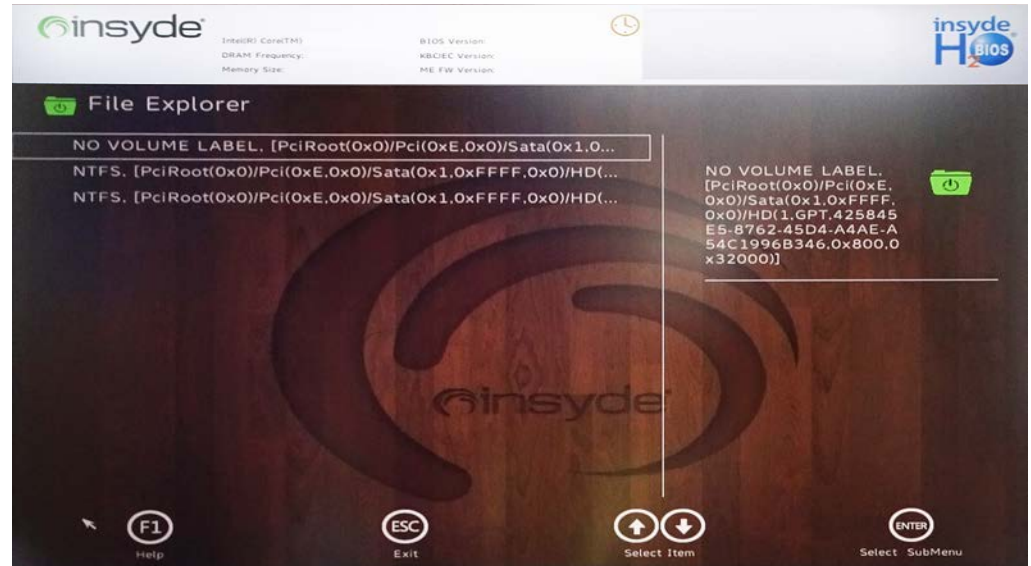 insyde
Intel(R) Core(TM)
DRAM Frequency:
Memory Size:
BIOS Version:
KBC/EC Version:
ME FW Version:
insyde
H2O BIOS
File Explorer
NO VOLUME LABEL, [PciRoot(0x0)/Pci(0xE,0x0)/Sata(0x1,0...
NTFS, [PciRoot(0x0)/Pci(0xE,0x0)/Sata(0x1,0xFFFF,0x0)/HD(...
NTFS, [PciRoot(0x0)/Pci(0xE,0x0)/Sata(0x1,0xFFFF,0x0)/HD(...
NO VOLUME LABEL,
[PciRoot(0x0)/Pci(0xE,
0x0)/Sata(0x1,0xFFFF,
0x0)/HD(1,GPT,425845
E5-8762-45D4-A4AE-A
54C1996B346,0x800,0
x32000)]
insyde
F1
Help
ESC
Exit
Select Item
ENTER
Select SubMenu